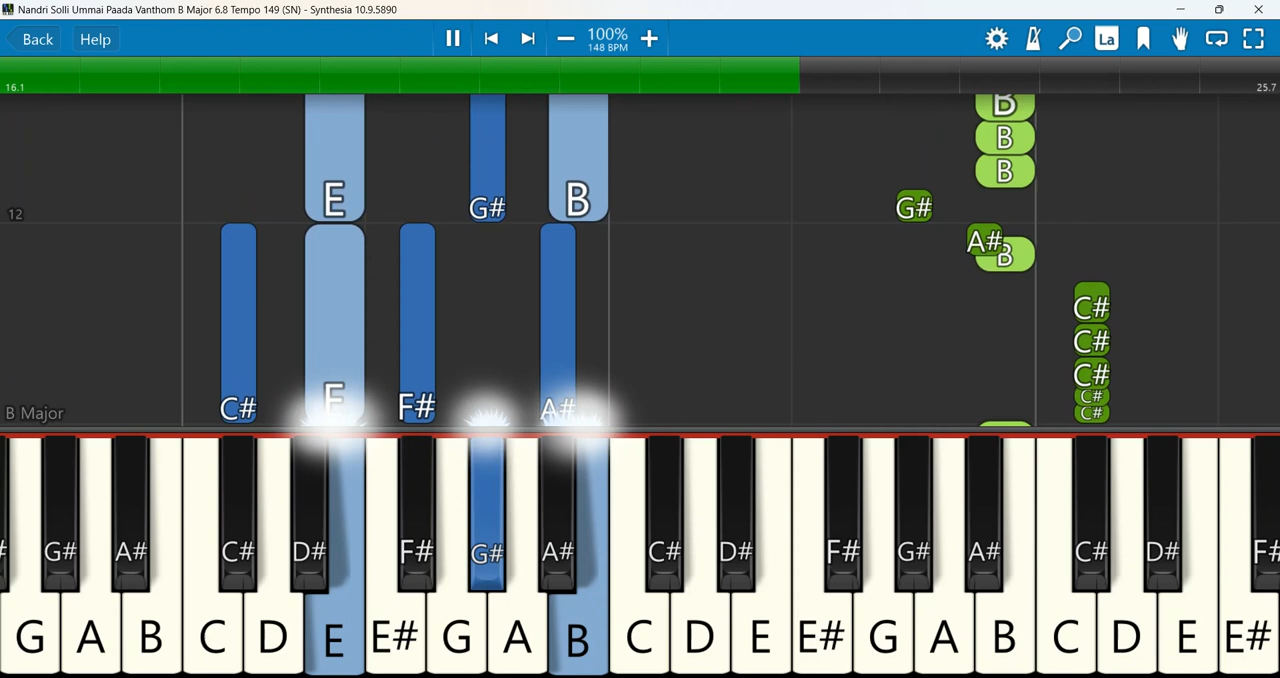 Nandri Solli Ummai Paada Vanthom B Major 6.8 Tempo 149 (SN) - Synthesia 10.9.5890
Back Help 100% La
148 BPM
16.1 25.7
B
B
B
E G# B G#
12
A# B
C#
C#
C#
C#
C# E F# A# C#
B Major
G# A# C# D# F# G# A# C# D# F# G# A# C# D# F#
G A B C D E E# G A B C D E E# G A B C D E E#